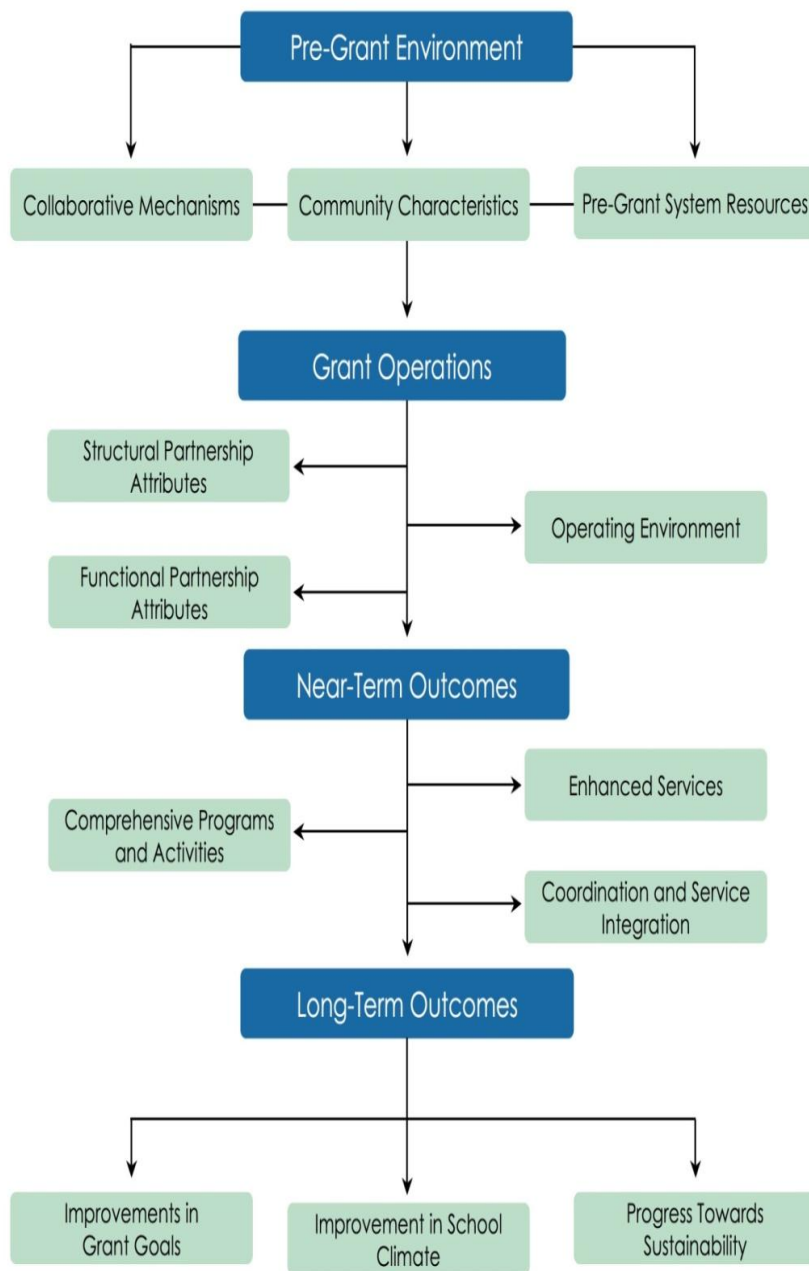 Pre-Grant Environment
Collaborative Mechanisms
Community Characteristics
Pre-Grant System Resources
Grant Operations
Structural Partnership
Attributes
Operating Environment
Functional Partnership
Attributes
Near-Term Outcomes
Enhanced Services
Comprehensive Programs
and Activities
Coordination and Service
Integration
Long-Term Outcomes
Improvements in
Grant Goals
Improvement in School
Climate
Progress Towards
Sustainability